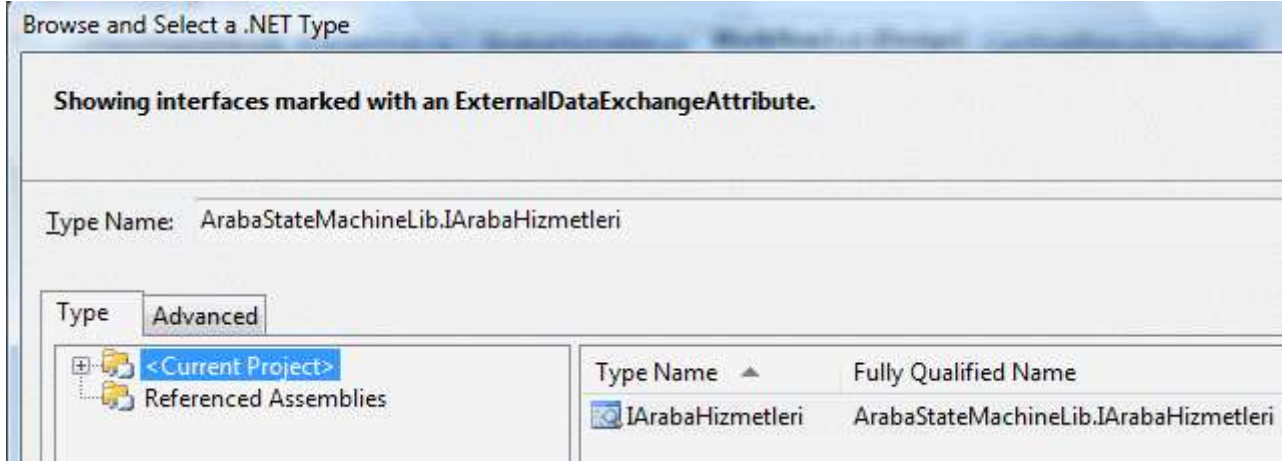 Browse and Select a .NET Type
Showing interfaces marked with an ExternalDataExchangeAttribute.
Type Name: ArabaStateMachineLib.IArabaHizmetleri
Type Advanced
<Current Project>
Referenced Assemblies
Type Name Fully Qualified Name
IArabaHizmetleri ArabaStateMachineLib.IArabaHizmetleri